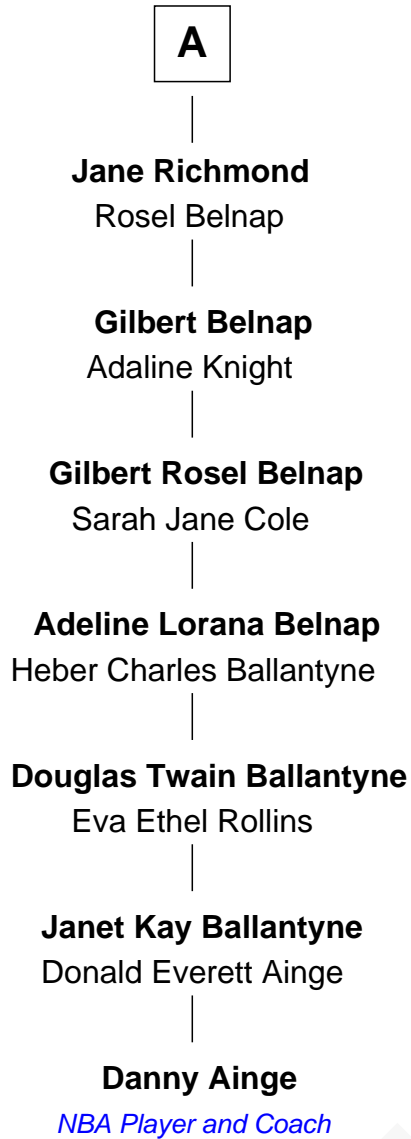 A
Jane Richmond
Rosel Belnap
Gilbert Belnap
Adaline Knight
Gilbert Rosel Belnap
Sarah Jane Cole
Adeline Lorana Belnap
Heber Charles Ballantyne
Douglas Twain Ballantyne
Eva Ethel Rollins
Janet Kay Ballantyne
Donald Everett Ainge
Danny Ainge
NBA Player and Coach